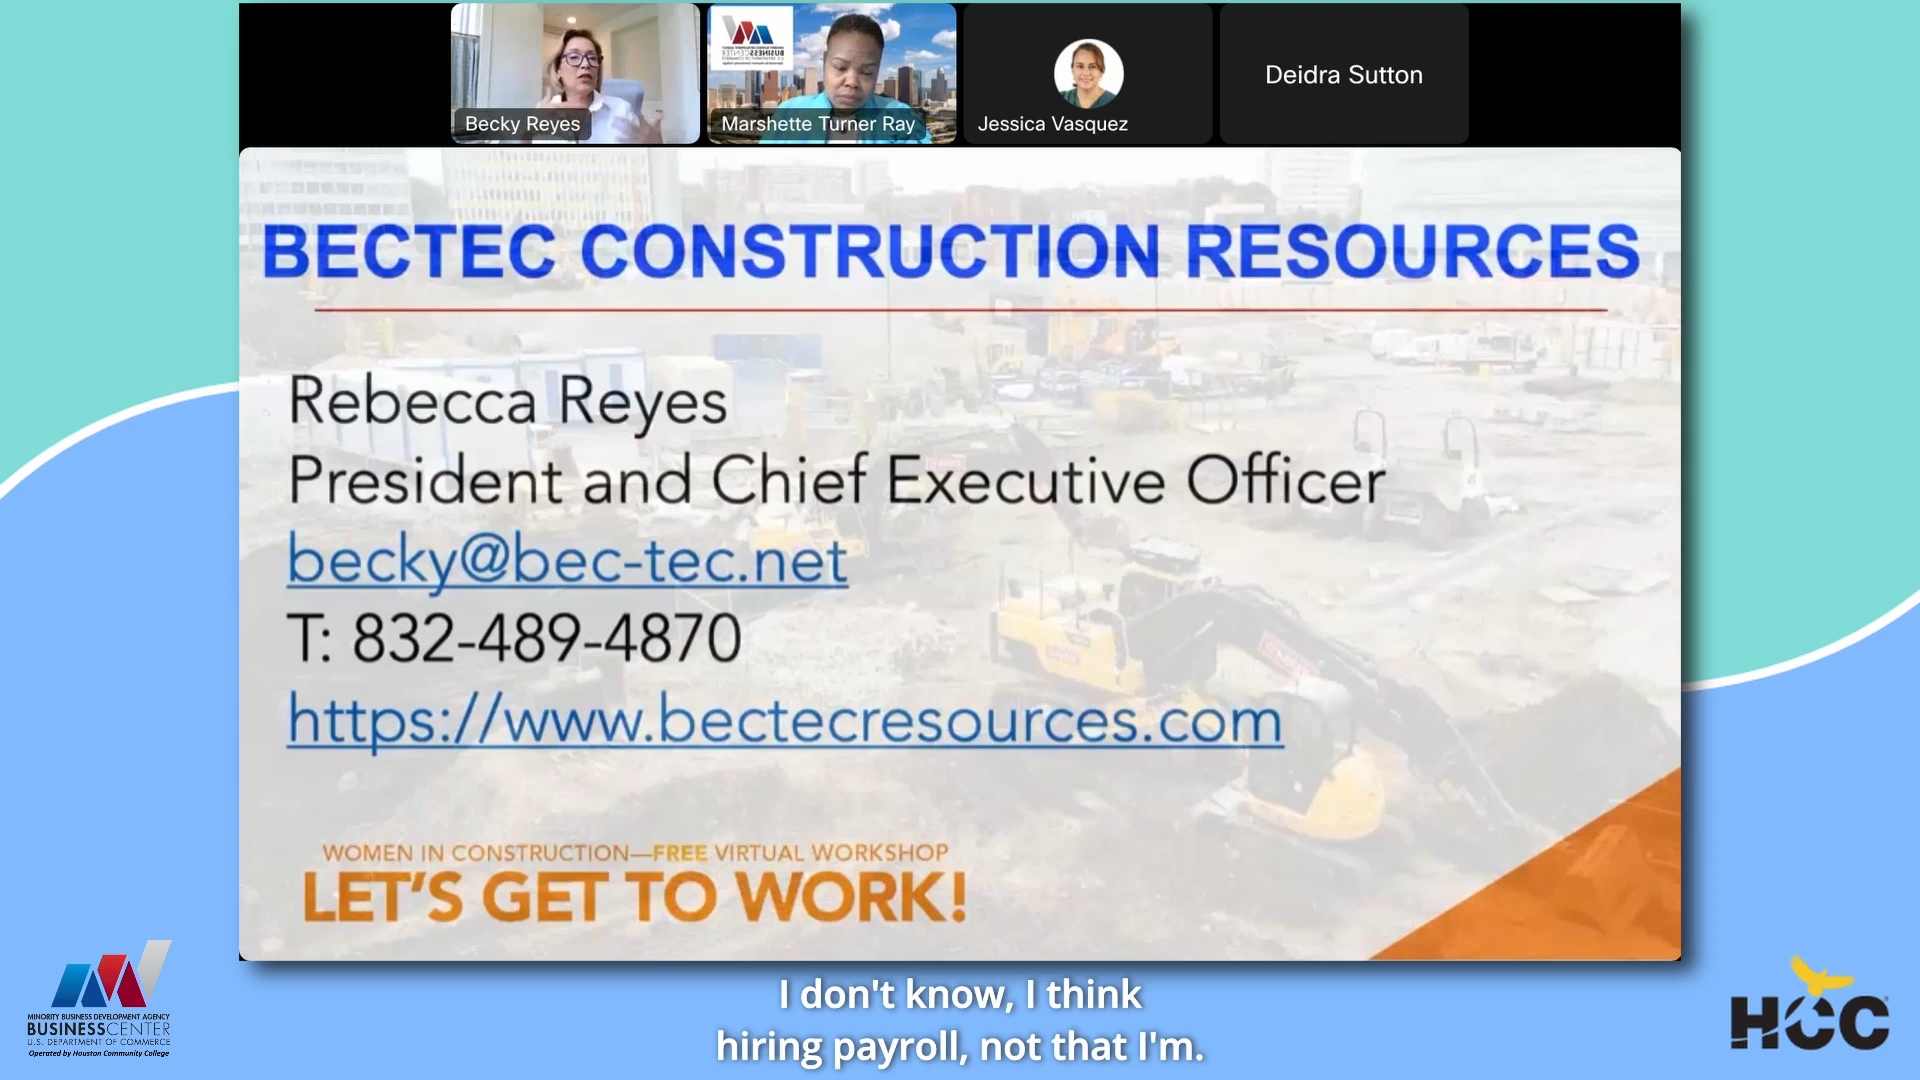 Becky Reyes
Marshette Turner Ray
Jessica Vasquez
Deidra Sutton
BECTEC CONSTRUCTION RESOURCES
Rebecca Reyes
President and Chief Executive Officer
becky@bec-tec.net
T: 832-489-4870
https://www.bectecresources.com
WOMEN IN CONSTRUCTION—FREE VIRTUAL WORKSHOP
LET'S GET TO WORK!
I don't know, I think
hiring payroll, not that I'm.
MINORITY BUSINESS DEVELOPMENT AGENCY
BUSINESSCENTER
U.S. DEPARTMENT OF COMMERCE
Operated by Houston Community College
HCC